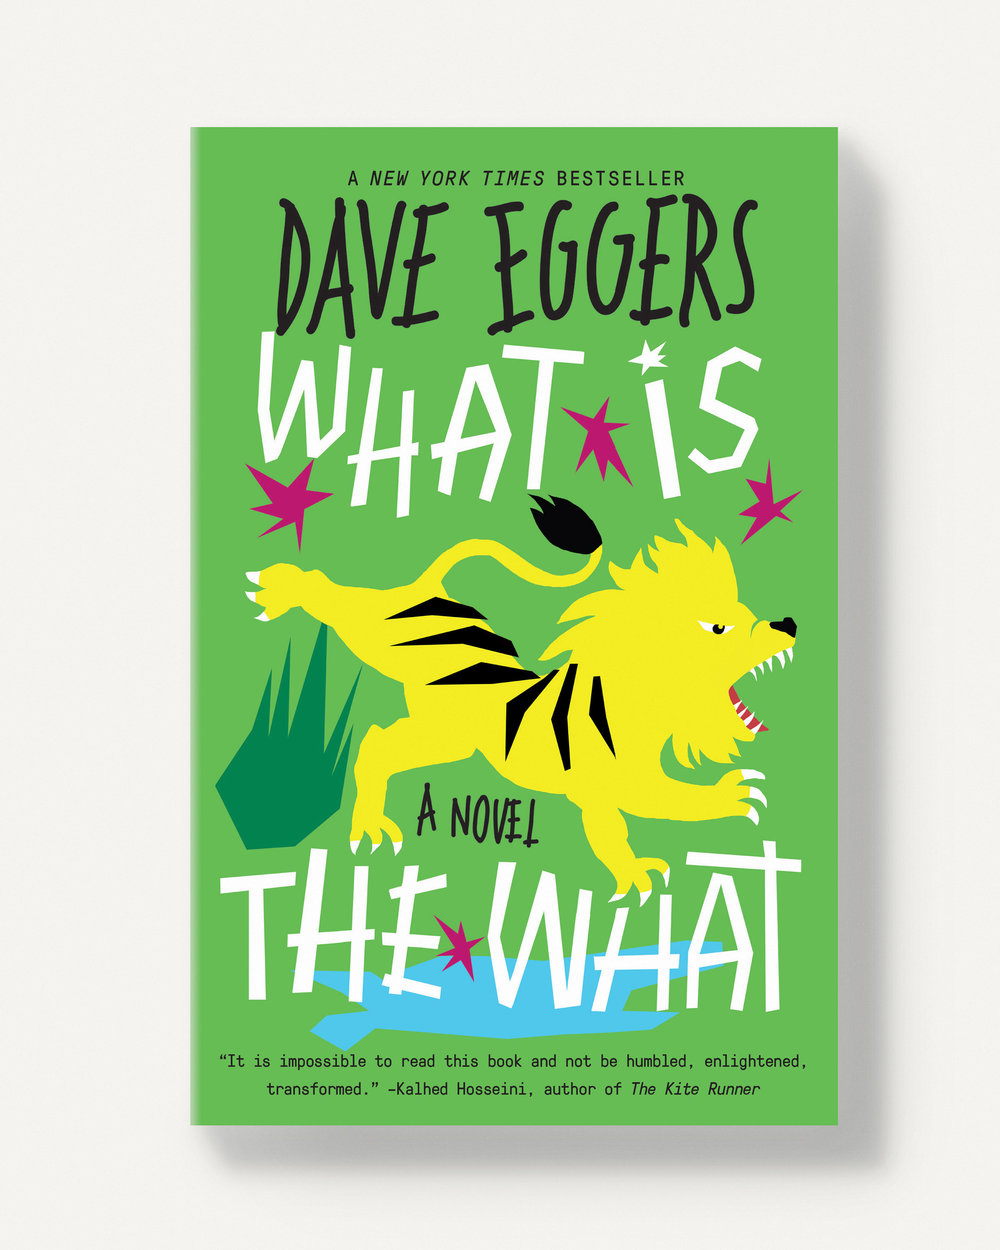 A NEW YORK TIMES BESTSELLER
DAVE EGGERS
WHAT IS
A NOVEL
THE WHAT
“It is impossible to read this book and not be humbled, enlightened,
transformed.” –Kalhed Hosseini, author of The Kite Runner